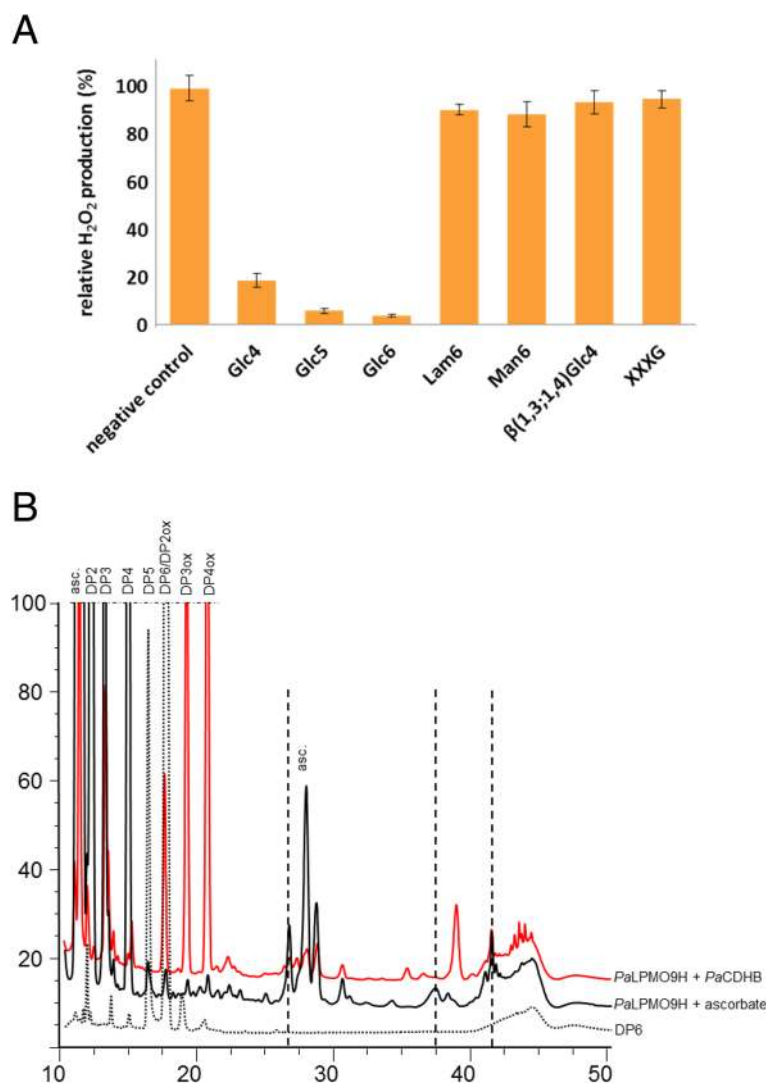 A
relative H₂O₂ production (%)
100
80
60
40
20
0
negative control
Glc4
Glc5
Glc6
Lam6
Man6
β(1,3;1,4)Glc4
XXXG
B
asc.
DP2
DP3
DP4
DP5
DP6/DP2ox
DP3ox
DP4ox
100
80
60
40
20
asc.
PaLPMO9H + PaCDHB
PaLPMO9H + ascorbate
DP6
10
20
30
40
50